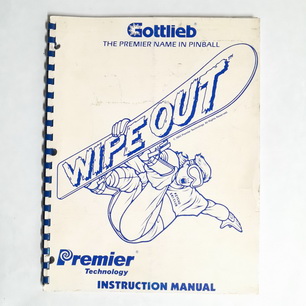 Gottlieb
THE PREMIER NAME IN PINBALL
WIPE OUT
Premier
Technology
INSTRUCTION MANUAL